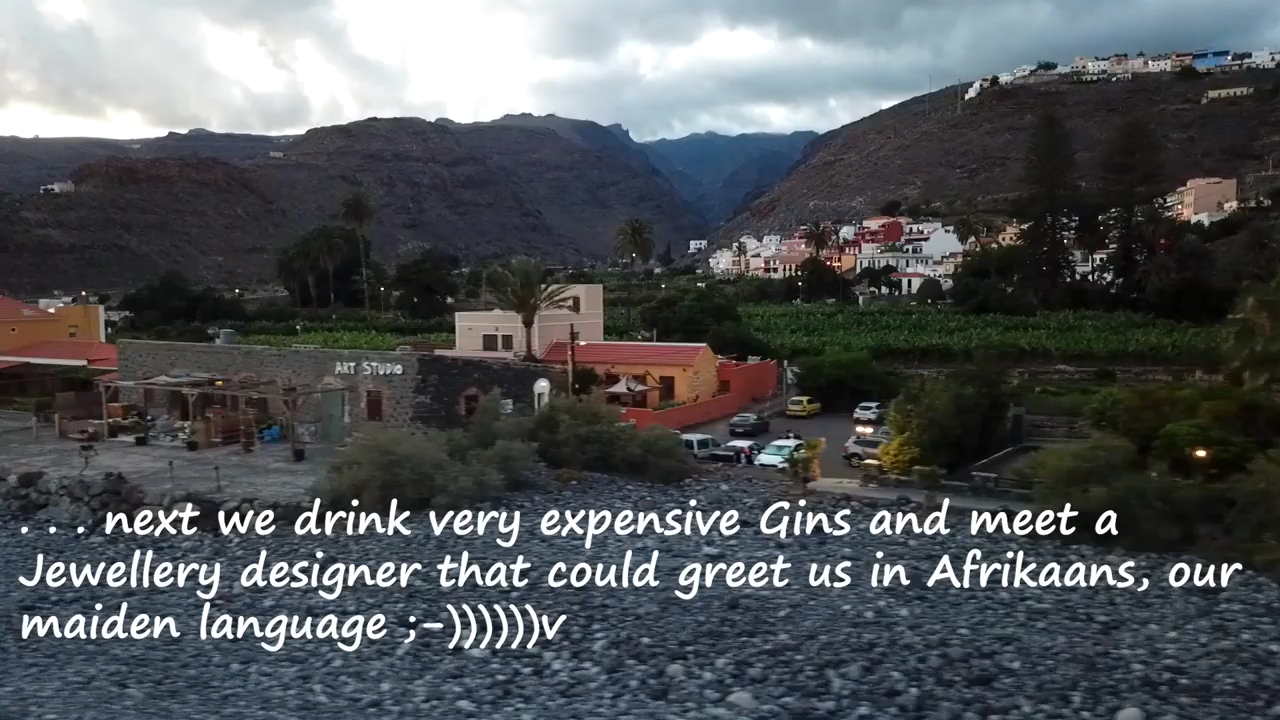 ART STUDIO
. . . next we drink very expensive Gins and meet a
Jewellery designer that could greet us in Afrikaans, our
maiden language ;-))))))v